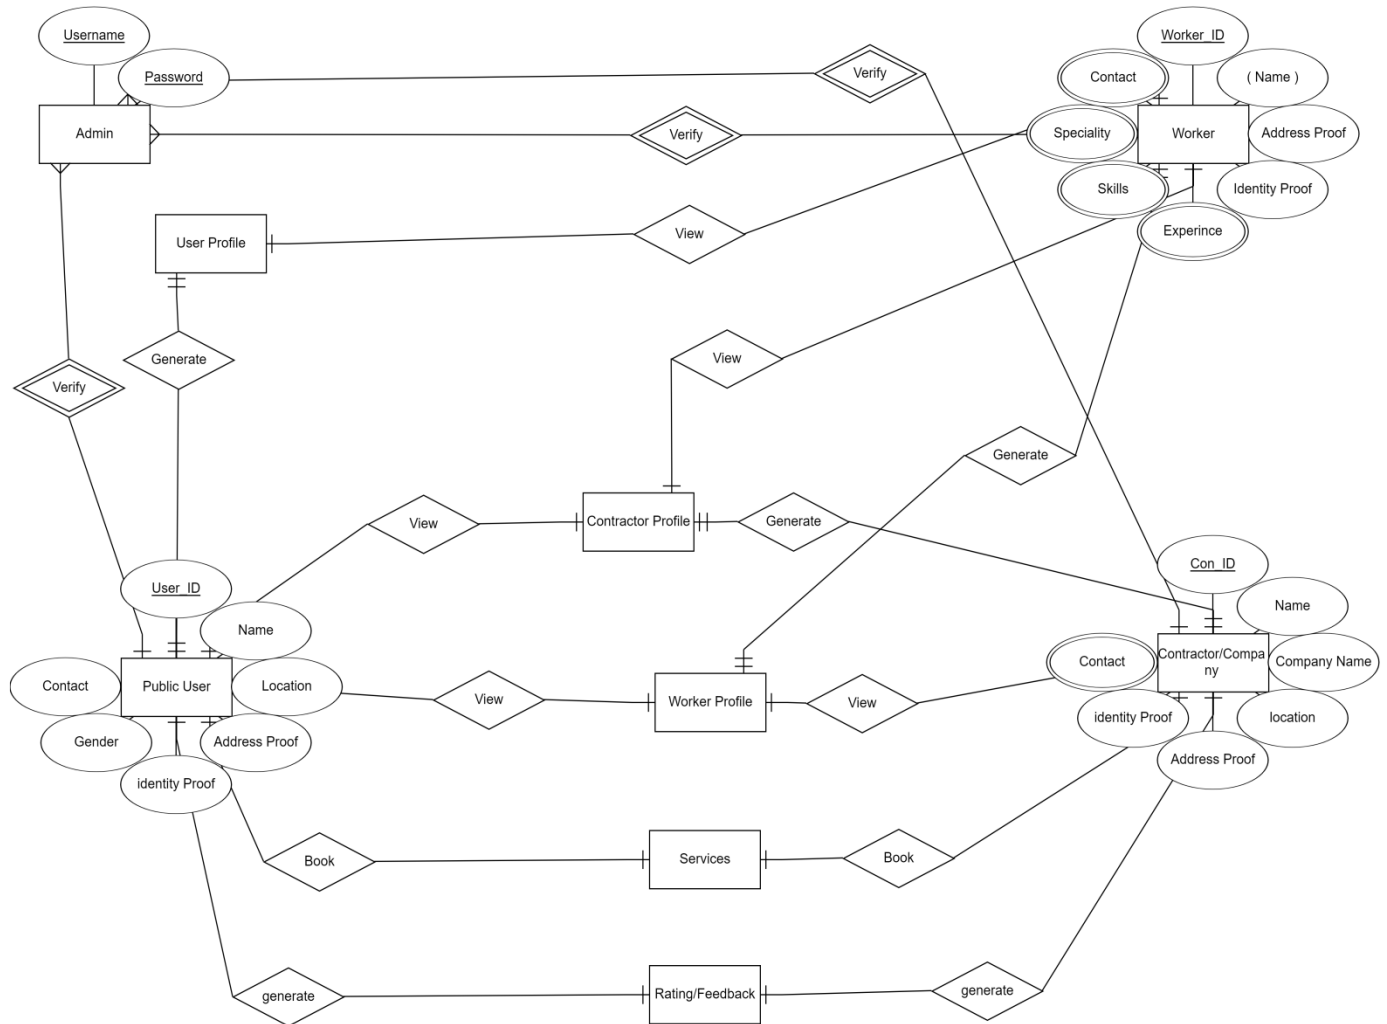 Username
Worker_ID
Password
Verify
Contact
( Name )
Admin
Verify
Speciality
Worker
Address Proof
Skills
Identity Proof
Experince
User Profile
View
Generate
View
Verify
Generate
View
Contractor Profile
Generate
User_ID
Con_ID
Name
Name
Contact
Public User
Location
View
Worker Profile
View
Contact
Contractor/Compa
ny
Company Name
Gender
Address Proof
identity Proof
location
identity Proof
Address Proof
Book
Services
Book
generate
Rating/Feedback
generate